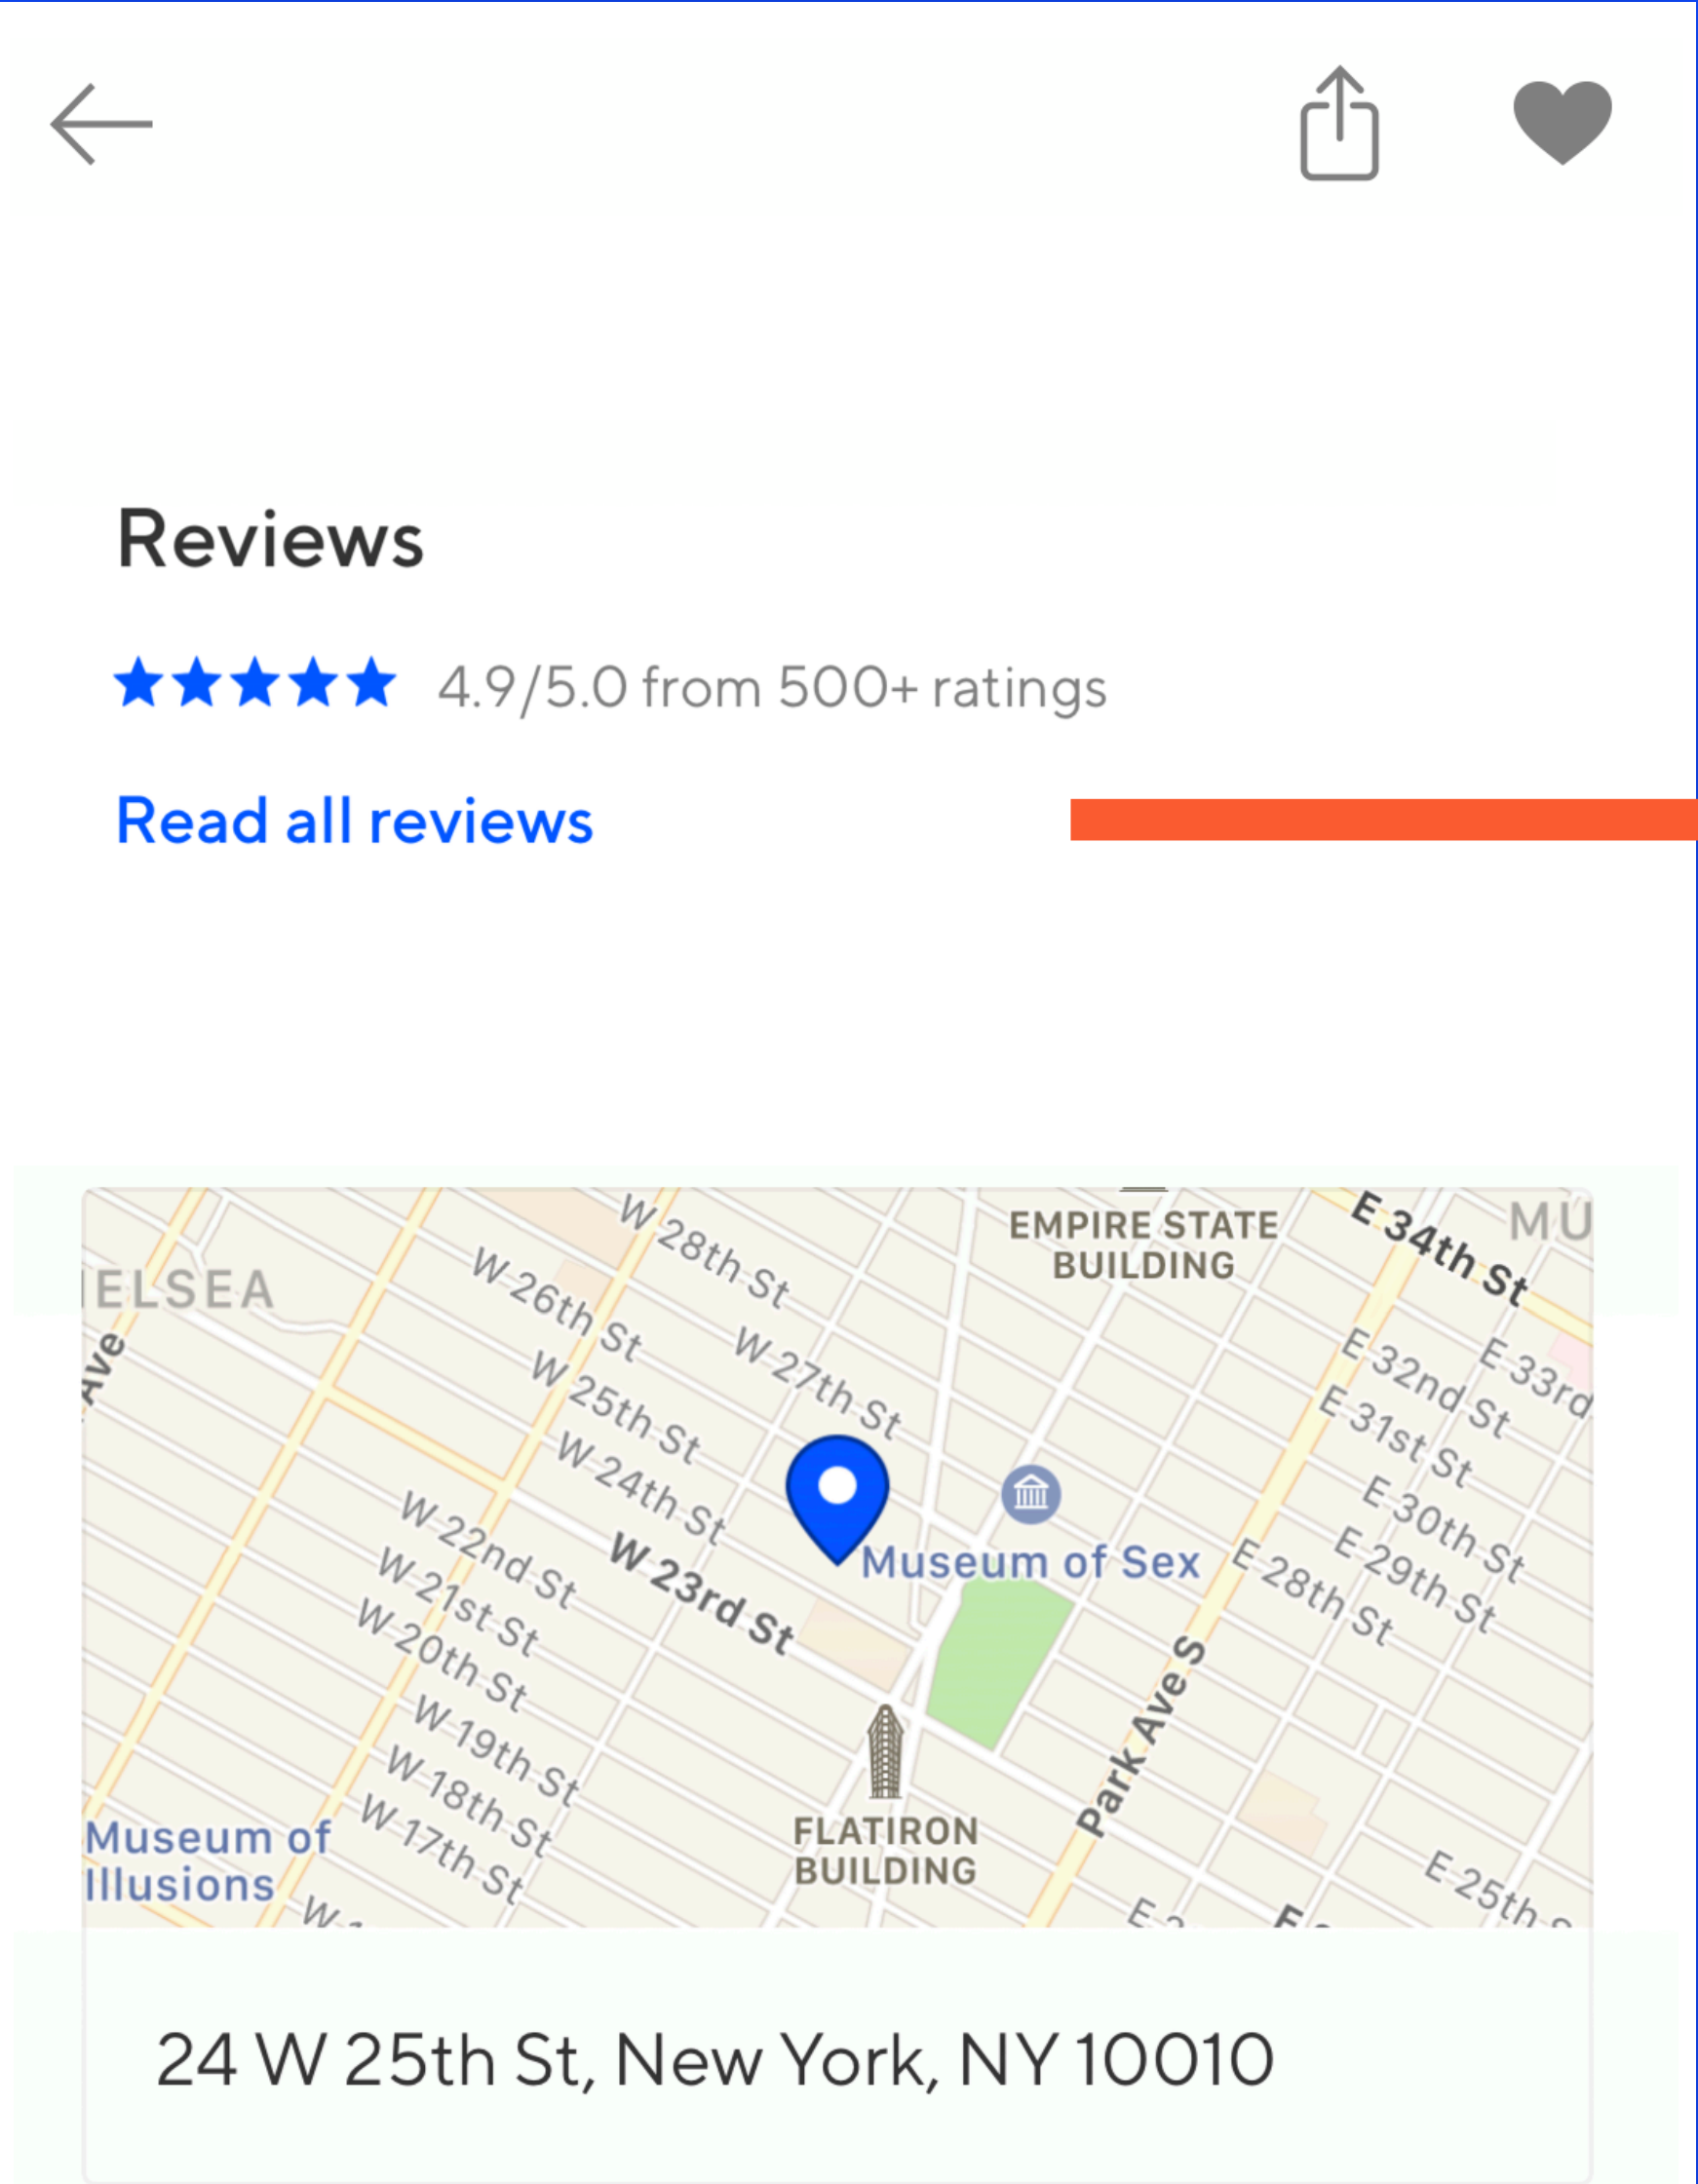 Reviews
4.9/5.0 from 500+ ratings
Read all reviews
EMPIRE STATE
BUILDING
E 34th St
MU
ELSEA
W 28th St
W 26th St
W 27th St
Ave
E 32nd St
E 33rd
W 25th St
E 31st St
W 24th St
E 30th St
W 22nd St
W 23rd St
Museum of Sex
E 29th St
E 28th St
W 21st St
W 20th St
W 19th St
Park Ave S
W 18th St
W 17th St
FLATIRON
BUILDING
Museum of
Illusions
E 25th
24 W 25th St, New York, NY 10010